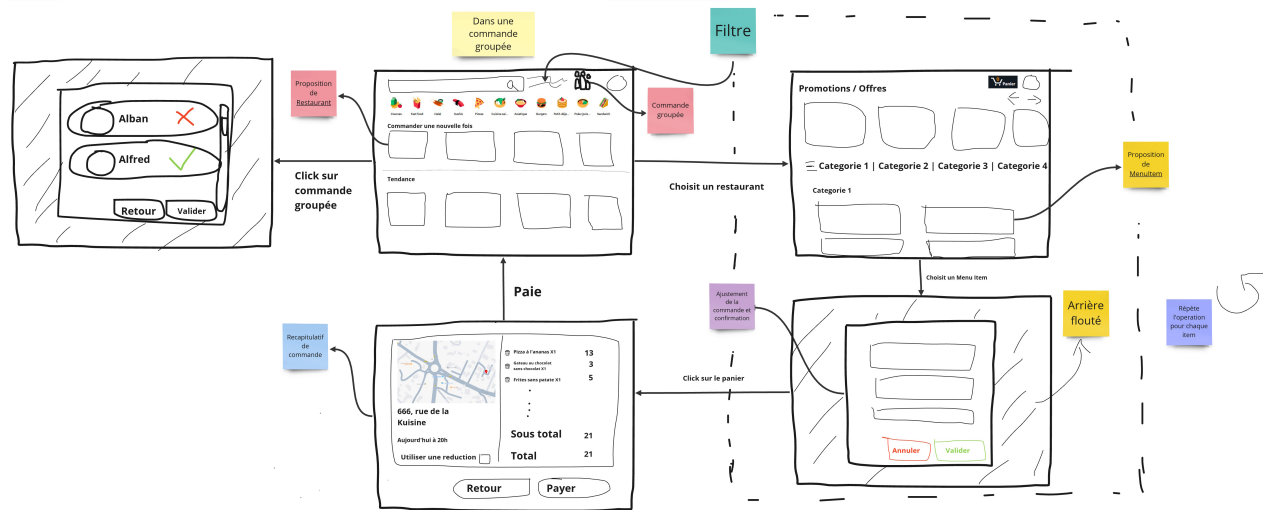 Dans une
commande
groupée
Filtre
Proposition
de
Restaurant
Commande
groupée
Alban
Alfred
Retour
Valider
Click sur
commande
groupée
Pizzas
Burgers
Sandwich
Commander une nouvelle fois
Tendance
Choisit un restaurant
Promotions / Offres
Panier
Categorie 1 | Categorie 2 | Categorie 3 | Categorie 4
Categorie 1
Proposition
de
MenuItem
Choisit un Menu Item
Paie
Ajustement
de la
commande et
confirmation
Arrière
flouté
Répète
l'operation
pour chaque
item
Recapitulatif
de
commande
Pizza à l'ananas X1 13
Gateau au chocolat
sans chocolat X1 3
Frites sans patate X1 5
666, rue de la
Kuisine
Aujourd'hui à 20h
Utiliser une reduction
Sous total 21
Total 21
Retour
Payer
Click sur le panier
Annuler
Valider